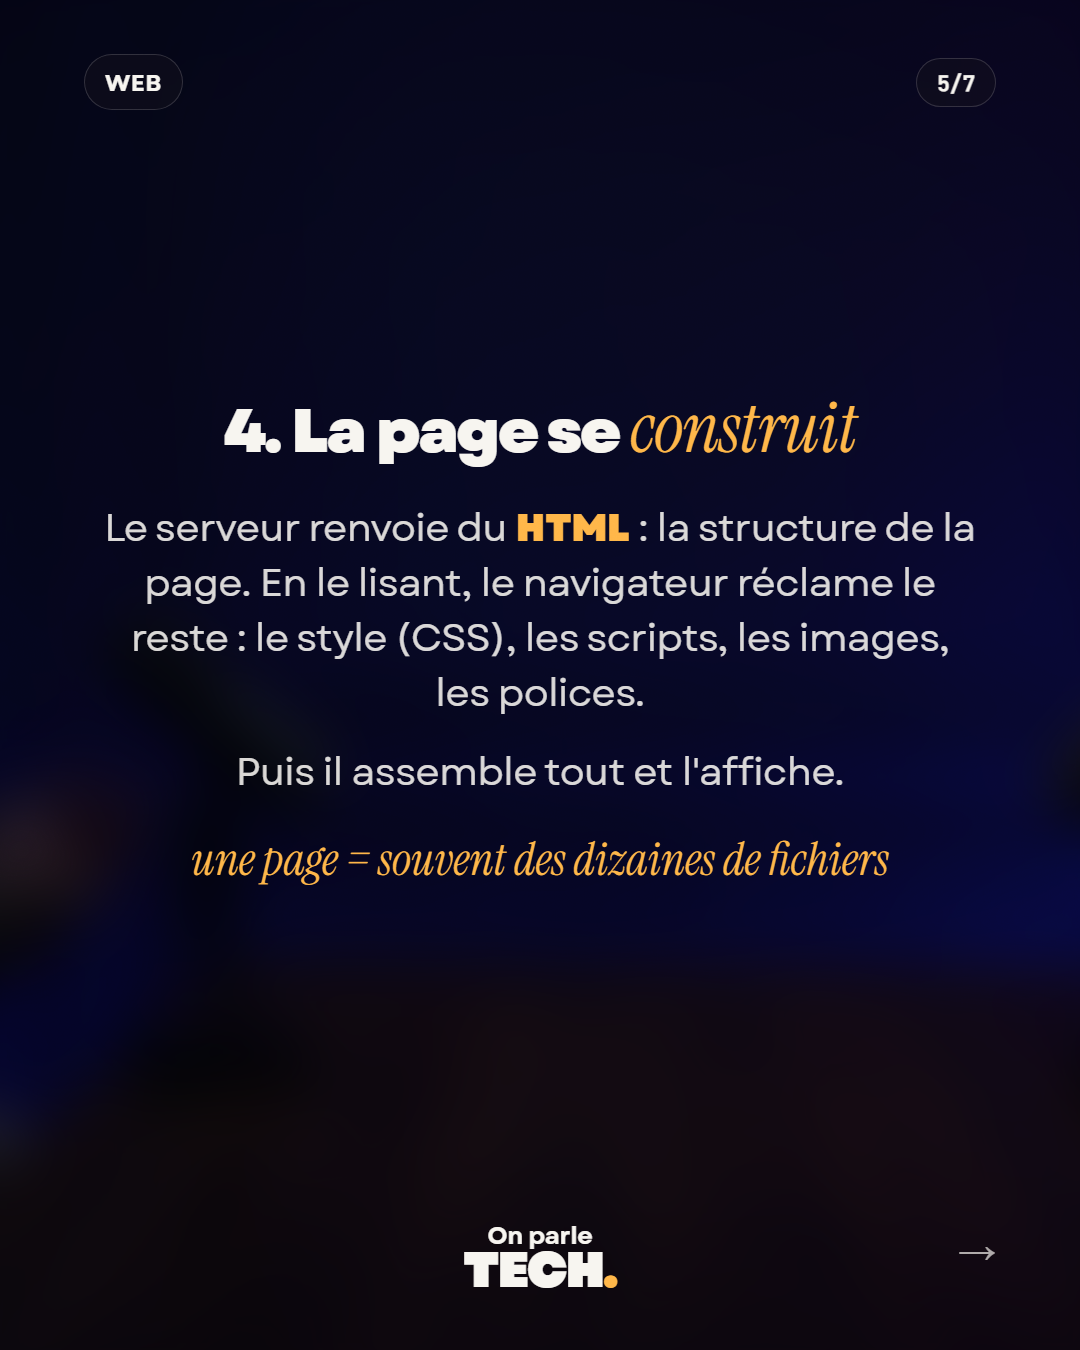 WEB
5/7
4. La page se construit
Le serveur renvoie du HTML : la structure de la
page. En le lisant, le navigateur réclame le
reste : le style (CSS), les scripts, les images,
les polices.
Puis il assemble tout et l'affiche.
une page = souvent des dizaines de fichiers
On parle
TECH.
→